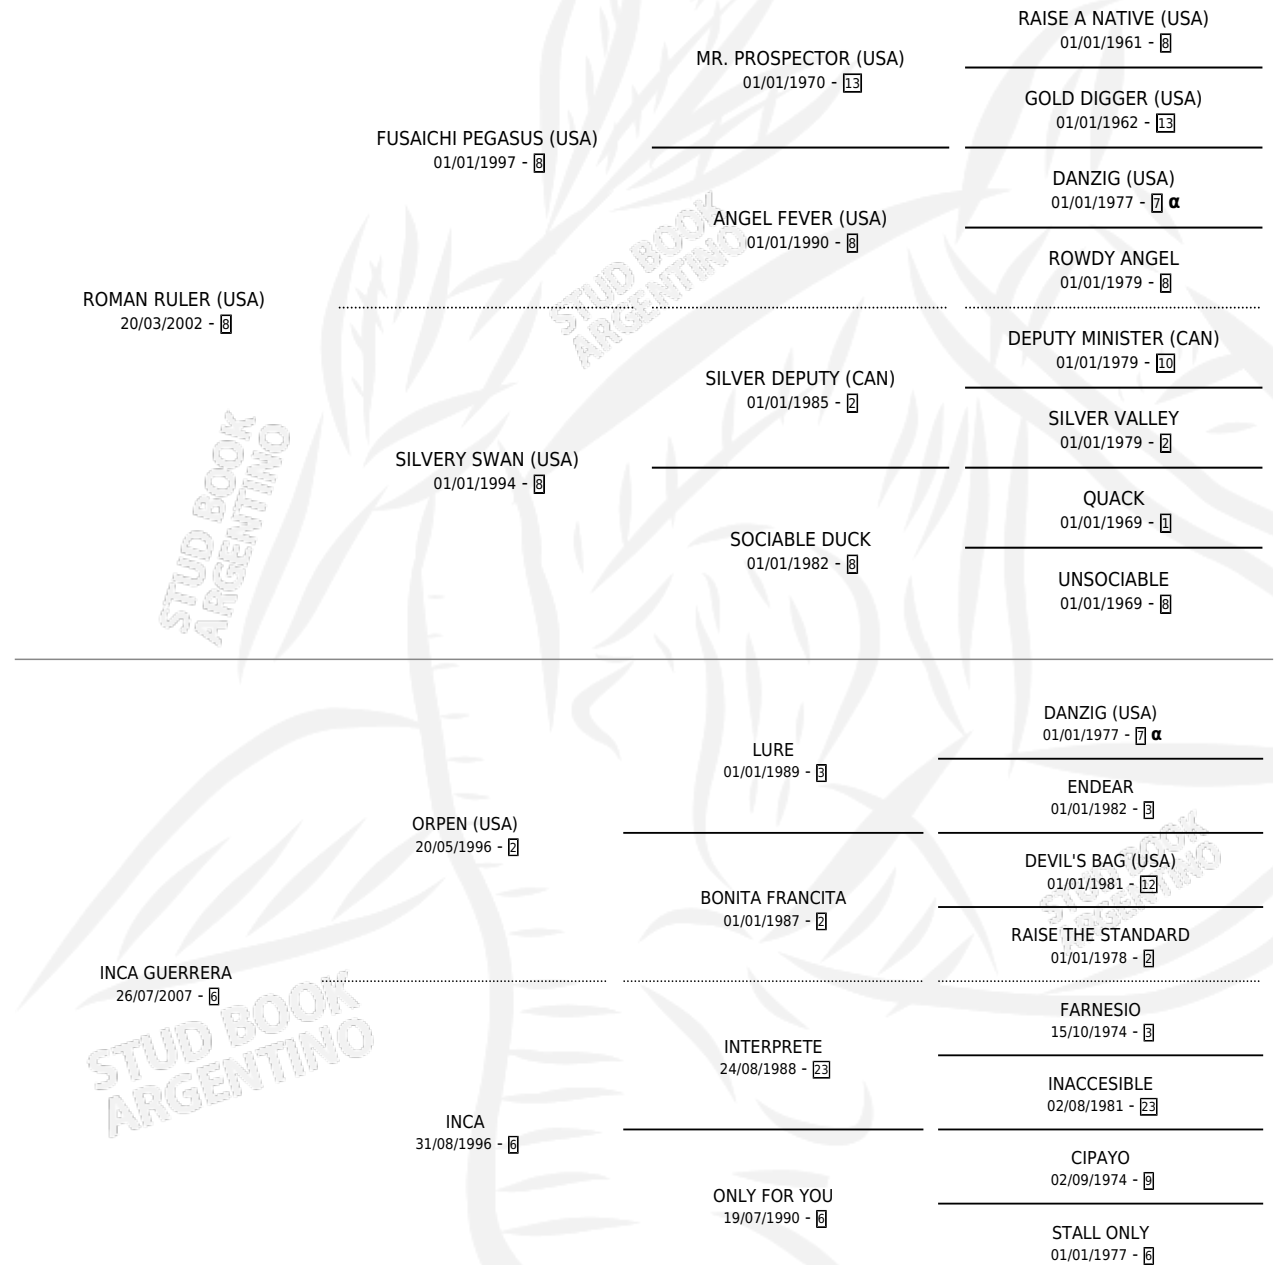 RAISE A NATIVE (USA)
01/01/1961 - 8
MR. PROSPECTOR (USA)
01/01/1970 - 13
GOLD DIGGER (USA)
01/01/1962 - 13
FUSAICHI PEGASUS (USA)
01/01/1997 - 8
DANZIG (USA)
01/01/1977 - 7 α
ANGEL FEVER (USA)
01/01/1990 - 8
ROWDY ANGEL
01/01/1979 - 8
ROMAN RULER (USA)
20/03/2002 - 8
DEPUTY MINISTER (CAN)
01/01/1979 - 10
SILVER DEPUTY (CAN)
01/01/1985 - 2
SILVER VALLEY
01/01/1979 - 2
SILVERY SWAN (USA)
01/01/1994 - 8
QUACK
01/01/1969 - 1
SOCIABLE DUCK
01/01/1982 - 8
UNSOCIABLE
01/01/1969 - 8
STUD BOOK
ARGENTINO
STUD BOOK
ARGENTINO
DANZIG (USA)
01/01/1977 - 7 α
LURE
01/01/1989 - 3
ENDEAR
01/01/1982 - 3
ORPEN (USA)
20/05/1996 - 2
DEVIL'S BAG (USA)
01/01/1981 - 12
BONITA FRANCITA
01/01/1987 - 2
RAISE THE STANDARD
01/01/1978 - 2
INCA GUERRERA
26/07/2007 - 6
FARNESIO
15/10/1974 - 3
INTERPRETE
24/08/1988 - 23
INACCESIBLE
02/08/1981 - 23
INCA
31/08/1996 - 6
CIPAYO
02/09/1974 - 9
ONLY FOR YOU
19/07/1990 - 6
STALL ONLY
01/01/1977 - 6
STUD BOOK
ARGENTINO
STUD BOOK
ARGENTINO